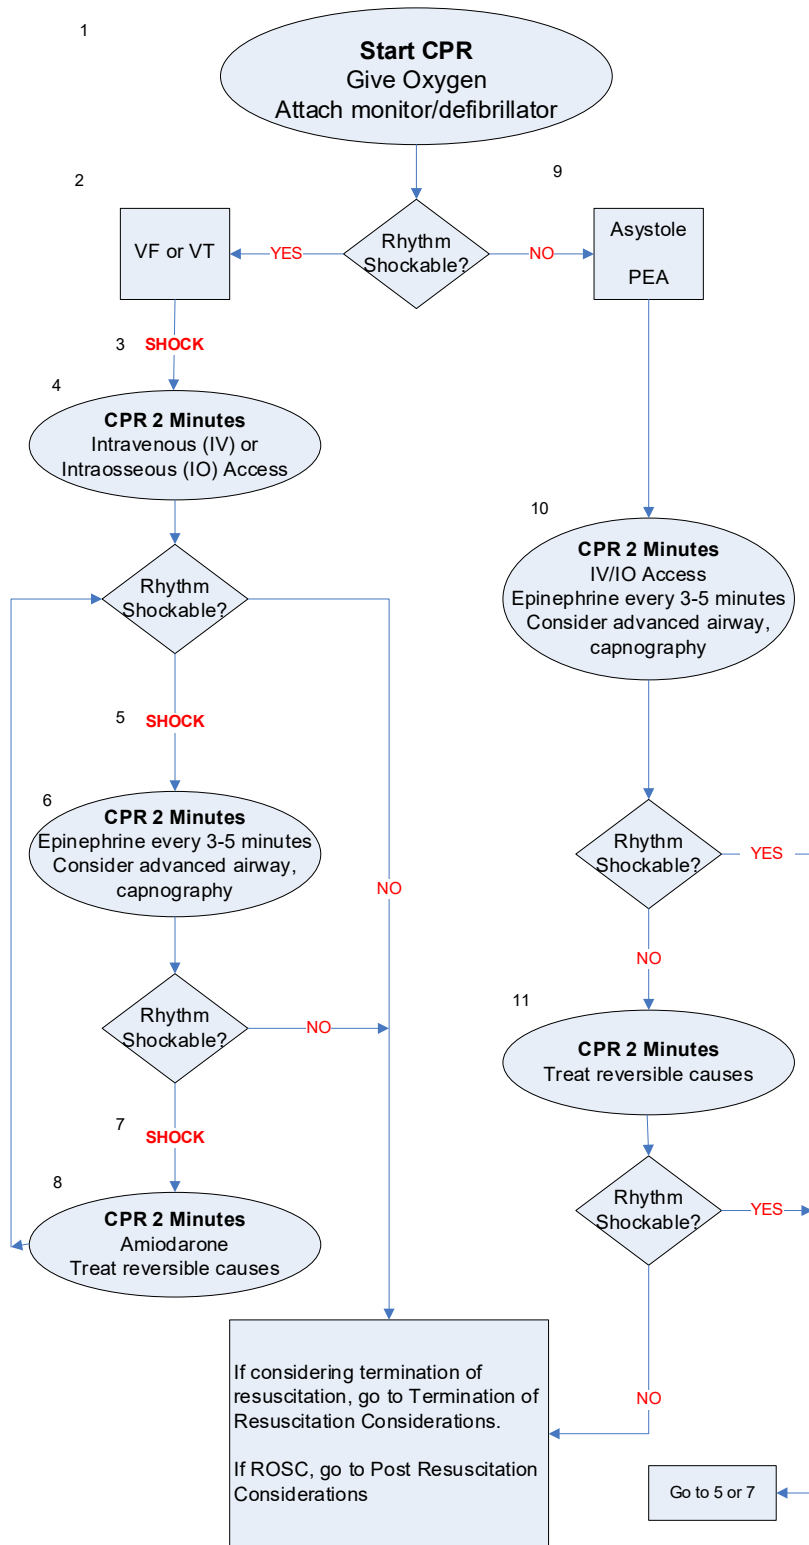 1
Start CPR
Give Oxygen
Attach monitor/defibrillator
2
9
VF or VT
YES
Rhythm
Shockable?
NO
Asystole
PEA
3
SHOCK
4
CPR 2 Minutes
Intravenous (IV) or
Intraosseous (IO) Access
10
CPR 2 Minutes
IV/IO Access
Epinephrine every 3-5 minutes
Consider advanced airway,
capnography
Rhythm
Shockable?
5
SHOCK
6
CPR 2 Minutes
Epinephrine every 3-5 minutes
Consider advanced airway,
capnography
NO
Rhythm
Shockable?
YES
NO
Rhythm
Shockable?
NO
11
CPR 2 Minutes
Treat reversible causes
7
SHOCK
8
CPR 2 Minutes
Amiodarone
Treat reversible causes
Rhythm
Shockable?
YES
NO
If considering termination of
resuscitation, go to Termination of
Resuscitation Considerations.
If ROSC, go to Post Resuscitation
Considerations
Go to 5 or 7